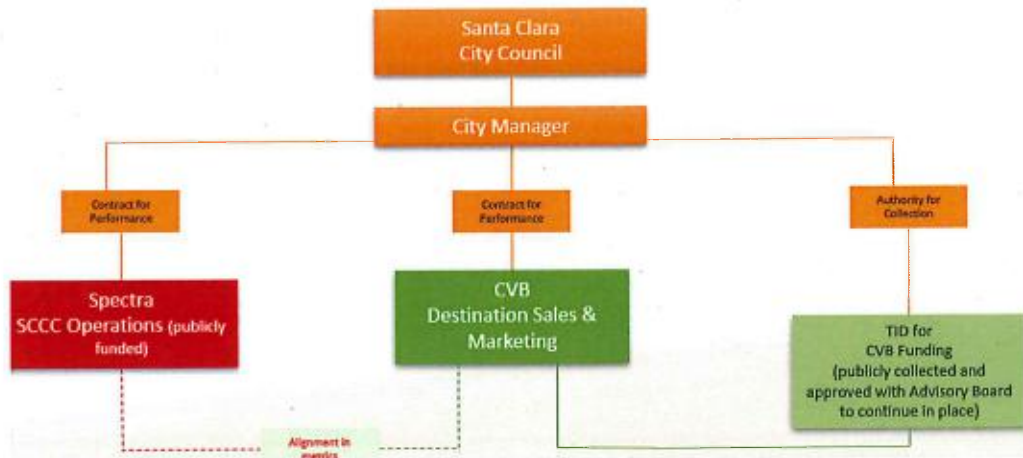 Santa Clara
City Council
City Manager
Contract for
Performance
Contract for
Performance
Authority for
Collection
Spectra
SCCC Operations (publicly
funded)
CVB
Destination Sales &
Marketing
TID for
CVB Funding
(publicly collected and
approved with Advisory Board
to continue in place)
Alignment in